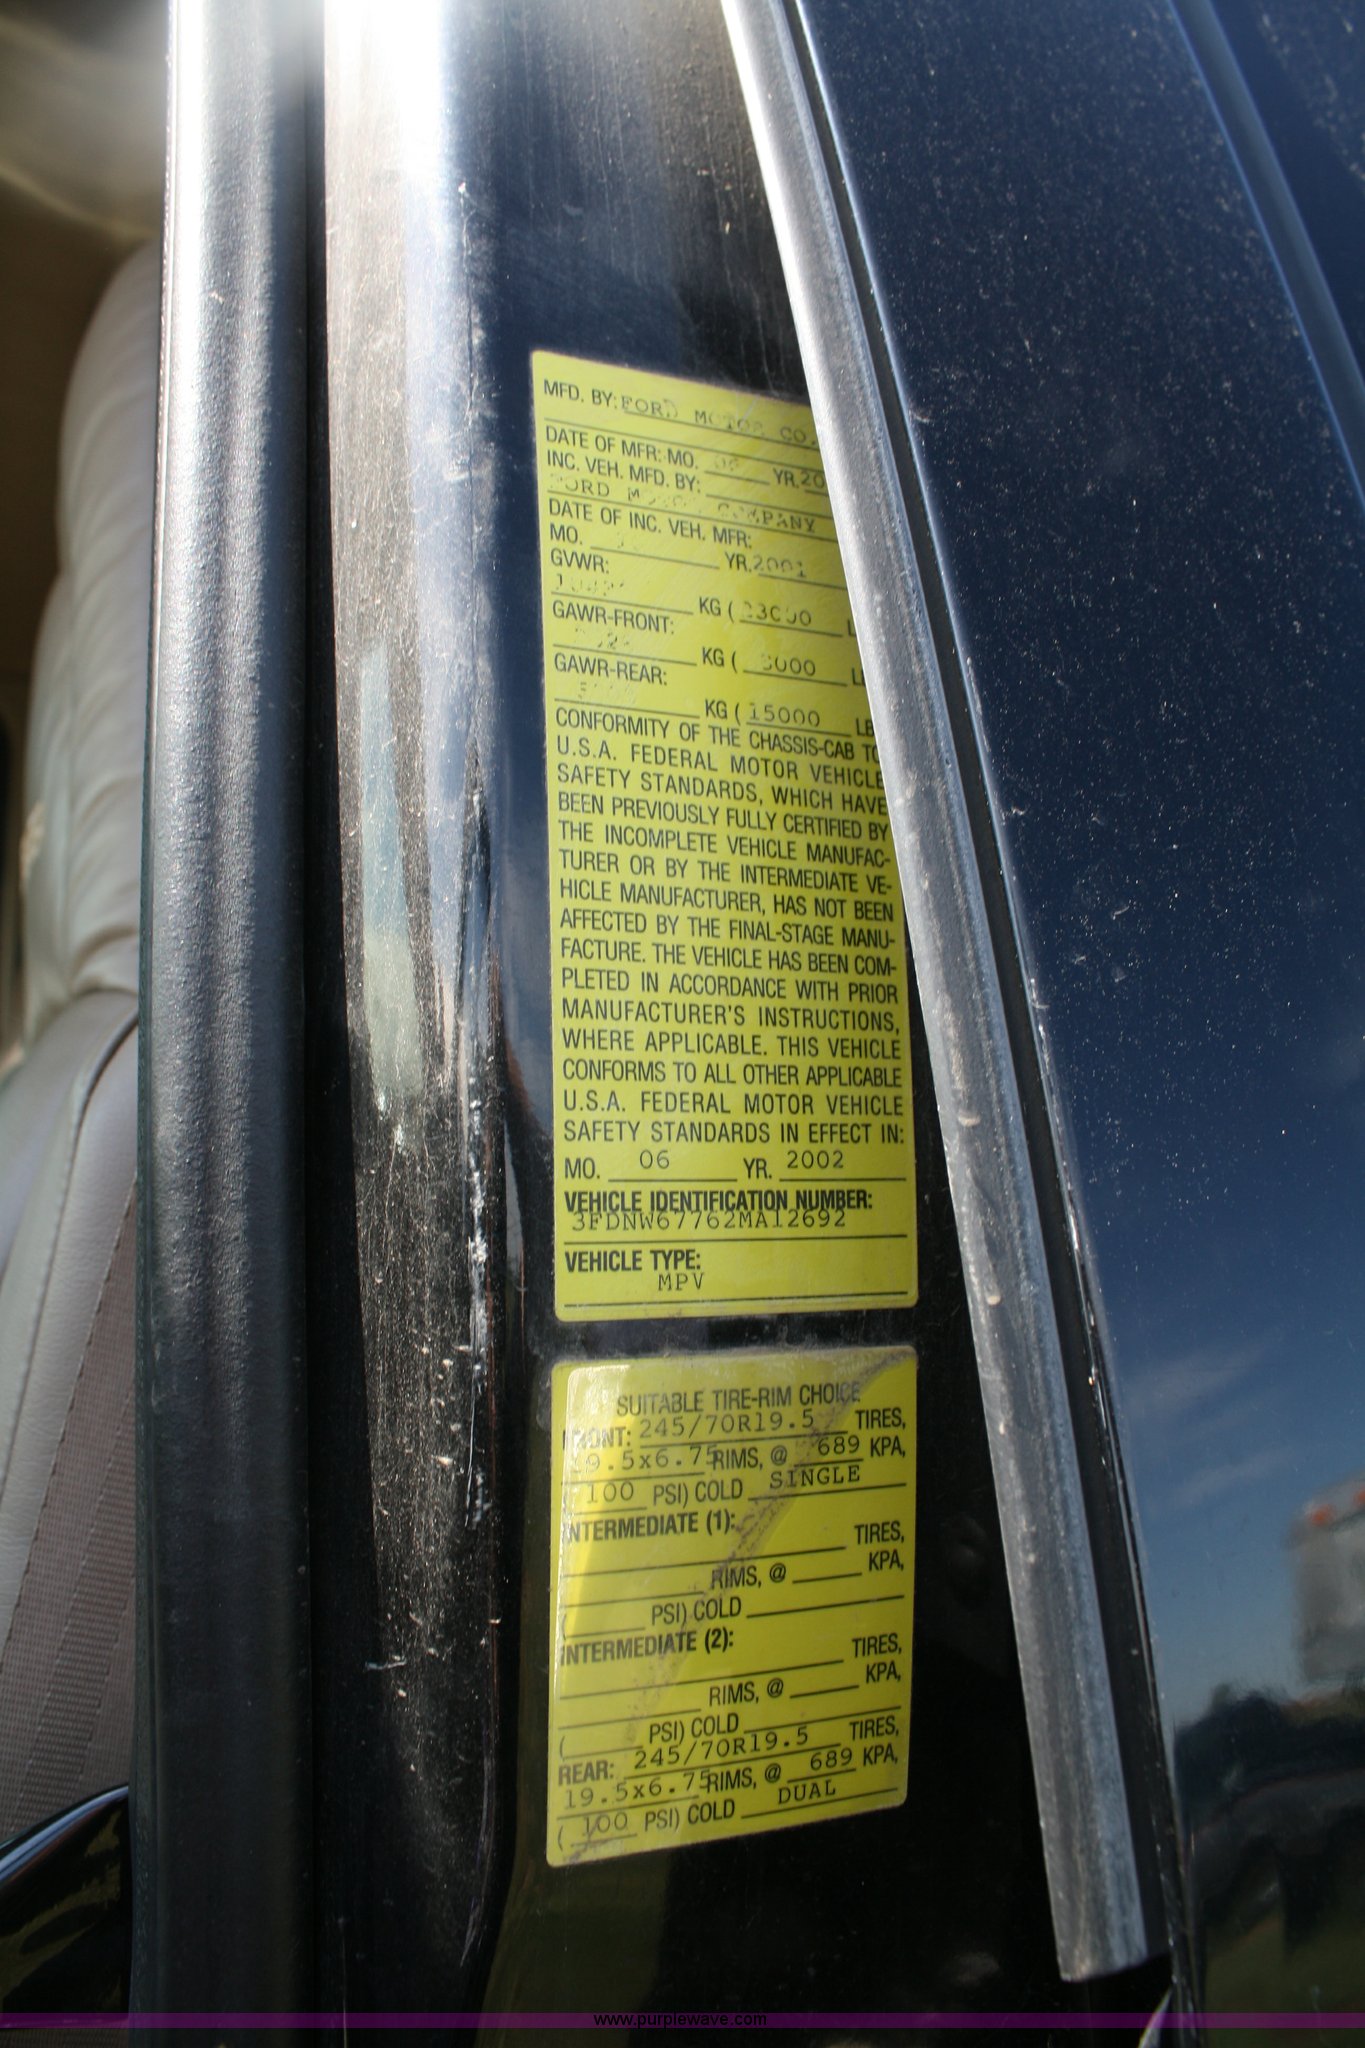 MFD. BY: FORD MOTOR CO.
DATE OF MFR: MO. 06 YR. 20
INC. VEH. MFD. BY:
FORD MOTOR COMPANY
DATE OF INC. VEH. MFR:
MO. YR. 2001
GVWR:
KG ( 23000
GAWR-FRONT:
KG ( 8000
GAWR-REAR:
KG ( 15000 LB
CONFORMITY OF THE CHASSIS-CAB TO
U.S.A. FEDERAL MOTOR VEHICLE
SAFETY STANDARDS, WHICH HAVE
BEEN PREVIOUSLY FULLY CERTIFIED BY
THE INCOMPLETE VEHICLE MANUFAC-
TURER OR BY THE INTERMEDIATE VE-
HICLE MANUFACTURER, HAS NOT BEEN
AFFECTED BY THE FINAL-STAGE MANU-
FACTURE. THE VEHICLE HAS BEEN COM-
PLETED IN ACCORDANCE WITH PRIOR
MANUFACTURER'S INSTRUCTIONS,
WHERE APPLICABLE. THIS VEHICLE
CONFORMS TO ALL OTHER APPLICABLE
U.S.A. FEDERAL MOTOR VEHICLE
SAFETY STANDARDS IN EFFECT IN:
MO. 06 YR. 2002
VEHICLE IDENTIFICATION NUMBER:
3FDNW67762MA12692
VEHICLE TYPE:
MPV
SUITABLE TIRE-RIM CHOICE
FRONT: 245/70R19.5 TIRES,
19.5x6.75 RIMS, @ 689 KPA,
( 100 PSI) COLD SINGLE
INTERMEDIATE (1):
TIRES,
RIMS, @ KPA,
( PSI) COLD
INTERMEDIATE (2):
TIRES,
RIMS, @ KPA,
( PSI) COLD
REAR: 245/70R19.5 TIRES,
19.5x6.75 RIMS, @ 689 KPA,
( 100 PSI) COLD DUAL
www.purplewave.com